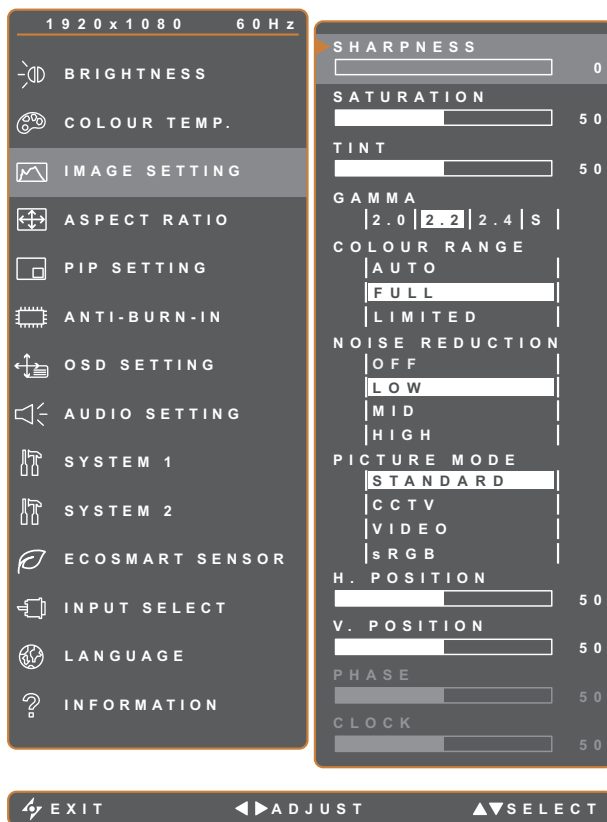 1920x1080 60Hz
BRIGHTNESS
COLOUR TEMP.
IMAGE SETTING
ASPECT RATIO
PIP SETTING
ANTI-BURN-IN
OSD SETTING
AUDIO SETTING
SYSTEM 1
SYSTEM 2
ECOSMART SENSOR
INPUT SELECT
LANGUAGE
INFORMATION
SHARPNESS
0
SATURATION
50
TINT
50
GAMMA
2.0 2.2 2.4 S
COLOUR RANGE
AUTO
FULL
LIMITED
NOISE REDUCTION
OFF
LOW
MID
HIGH
PICTURE MODE
STANDARD
CCTV
VIDEO
sRGB
H. POSITION
50
V. POSITION
50
PHASE
50
CLOCK
50
EXIT ADJUST SELECT